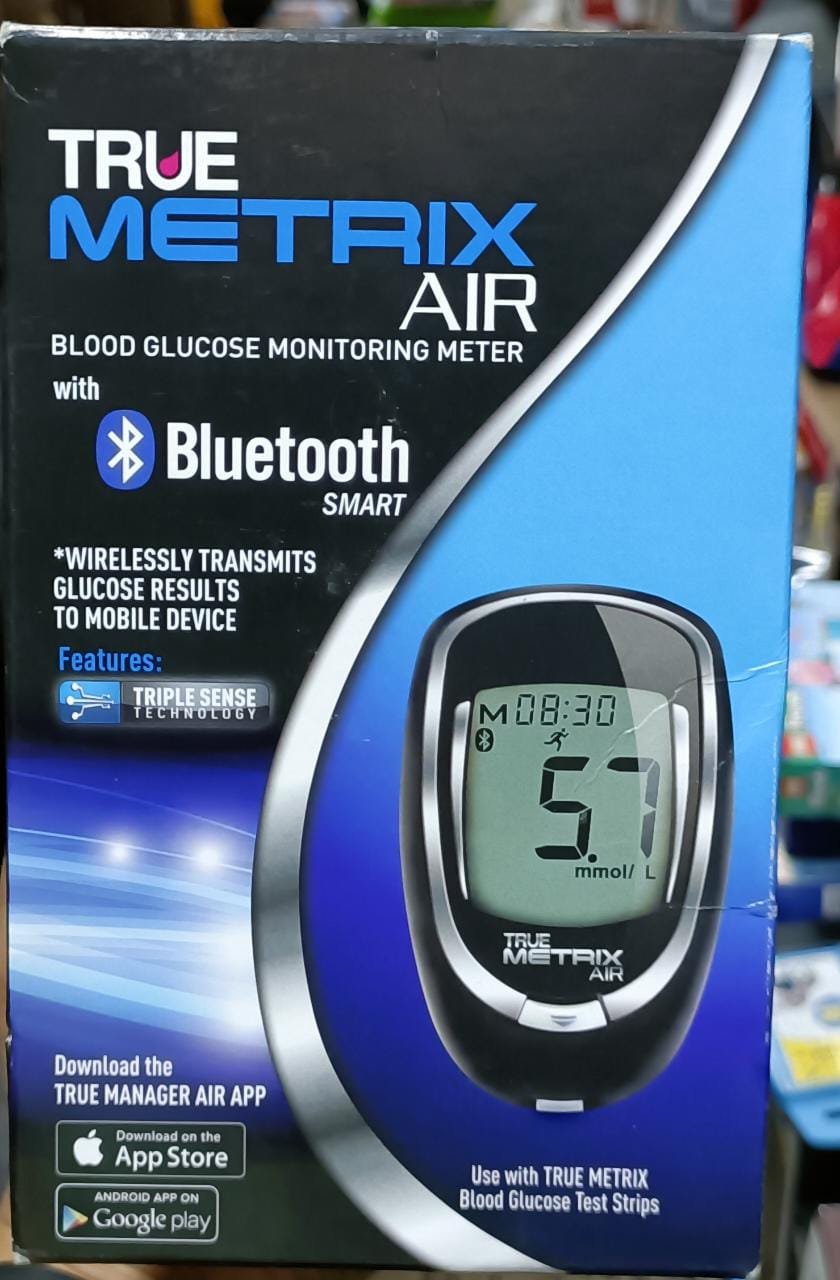 TRUE
METRIX
AIR
BLOOD GLUCOSE MONITORING METER
with
Bluetooth
SMART
*WIRELESSLY TRANSMITS
GLUCOSE RESULTS
TO MOBILE DEVICE
Features:
TRIPLE SENSE
TECHNOLOGY
M 08:30
5.7
mmol/ L
TRUE
METRIX
AIR
Download the
TRUE MANAGER AIR APP
Download on the
App Store
ANDROID APP ON
Google play
Use with TRUE METRIX
Blood Glucose Test Strips